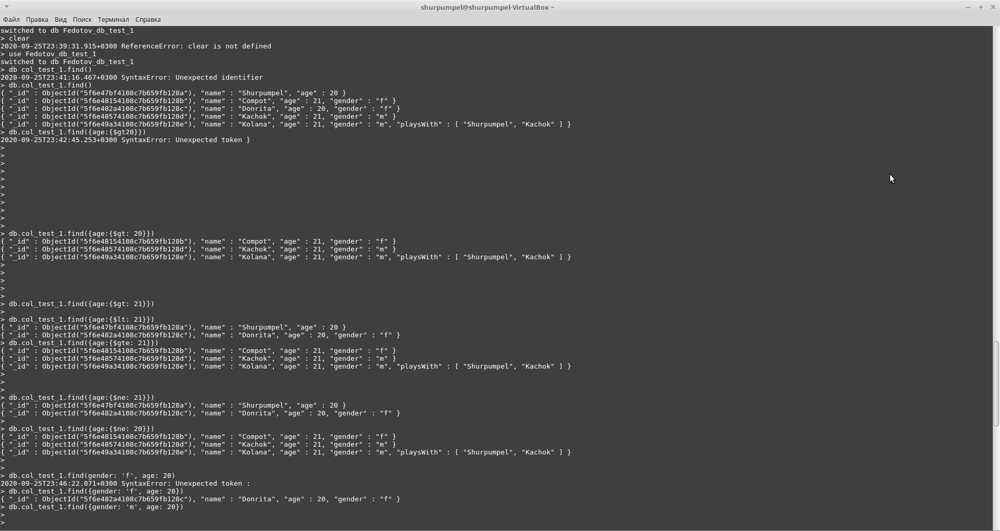 shurpumpel@shurpumpel-VirtualBox ~
Файл Правка Вид Поиск Терминал Справка
switched to db Fedotov_db_test_1
> clear
2020-09-25T23:39:31.915+0300 ReferenceError: clear is not defined
> use Fedotov_db_test_1
switched to db Fedotov_db_test_1
> db col_test_1.find()
2020-09-25T23:41:16.467+0300 SyntaxError: Unexpected identifier
> db.col_test_1.find()
{ "_id" : ObjectId("5f6e47bf4108c7b659fb128a"), "name" : "Shurpumpel", "age" : 20 }
{ "_id" : ObjectId("5f6e48154108c7b659fb128b"), "name" : "Compot", "age" : 21, "gender" : "f" }
{ "_id" : ObjectId("5f6e482a4108c7b659fb128c"), "name" : "Donrita", "age" : 20, "gender" : "f" }
{ "_id" : ObjectId("5f6e48574108c7b659fb128d"), "name" : "Kachok", "age" : 21, "gender" : "m" }
{ "_id" : ObjectId("5f6e49a34108c7b659fb128e"), "name" : "Kolana", "age" : 21, "gender" : "m", "playsWith" : [ "Shurpumpel", "Kachok" ] }
> db.col_test_1.find({age:{$gt20}})
2020-09-25T23:42:45.253+0300 SyntaxError: Unexpected token }
>
>
>
>
>
>
>
>
>
>
>
> db.col_test_1.find({age:{$gt: 20}})
{ "_id" : ObjectId("5f6e48154108c7b659fb128b"), "name" : "Compot", "age" : 21, "gender" : "f" }
{ "_id" : ObjectId("5f6e48574108c7b659fb128d"), "name" : "Kachok", "age" : 21, "gender" : "m" }
{ "_id" : ObjectId("5f6e49a34108c7b659fb128e"), "name" : "Kolana", "age" : 21, "gender" : "m", "playsWith" : [ "Shurpumpel", "Kachok" ] }
>
>
>
>
>
> db.col_test_1.find({age:{$gt: 21}})
>
> db.col_test_1.find({age:{$lt: 21}})
{ "_id" : ObjectId("5f6e47bf4108c7b659fb128a"), "name" : "Shurpumpel", "age" : 20 }
{ "_id" : ObjectId("5f6e482a4108c7b659fb128c"), "name" : "Donrita", "age" : 20, "gender" : "f" }
> db.col_test_1.find({age:{$gte: 21}})
{ "_id" : ObjectId("5f6e48154108c7b659fb128b"), "name" : "Compot", "age" : 21, "gender" : "f" }
{ "_id" : ObjectId("5f6e48574108c7b659fb128d"), "name" : "Kachok", "age" : 21, "gender" : "m" }
{ "_id" : ObjectId("5f6e49a34108c7b659fb128e"), "name" : "Kolana", "age" : 21, "gender" : "m", "playsWith" : [ "Shurpumpel", "Kachok" ] }
>
>
>
> db.col_test_1.find({age:{$ne: 21}})
{ "_id" : ObjectId("5f6e47bf4108c7b659fb128a"), "name" : "Shurpumpel", "age" : 20 }
{ "_id" : ObjectId("5f6e482a4108c7b659fb128c"), "name" : "Donrita", "age" : 20, "gender" : "f" }
>
> db.col_test_1.find({age:{$ne: 20}})
{ "_id" : ObjectId("5f6e48154108c7b659fb128b"), "name" : "Compot", "age" : 21, "gender" : "f" }
{ "_id" : ObjectId("5f6e48574108c7b659fb128d"), "name" : "Kachok", "age" : 21, "gender" : "m" }
{ "_id" : ObjectId("5f6e49a34108c7b659fb128e"), "name" : "Kolana", "age" : 21, "gender" : "m", "playsWith" : [ "Shurpumpel", "Kachok" ] }
>
>
> db.col_test_1.find(gender: 'f', age: 20)
2020-09-25T23:46:22.071+0300 SyntaxError: Unexpected token :
> db.col_test_1.find({gender: 'f', age: 20})
{ "_id" : ObjectId("5f6e482a4108c7b659fb128c"), "name" : "Donrita", "age" : 20, "gender" : "f" }
> db.col_test_1.find({gender: 'm', age: 20})
>
>